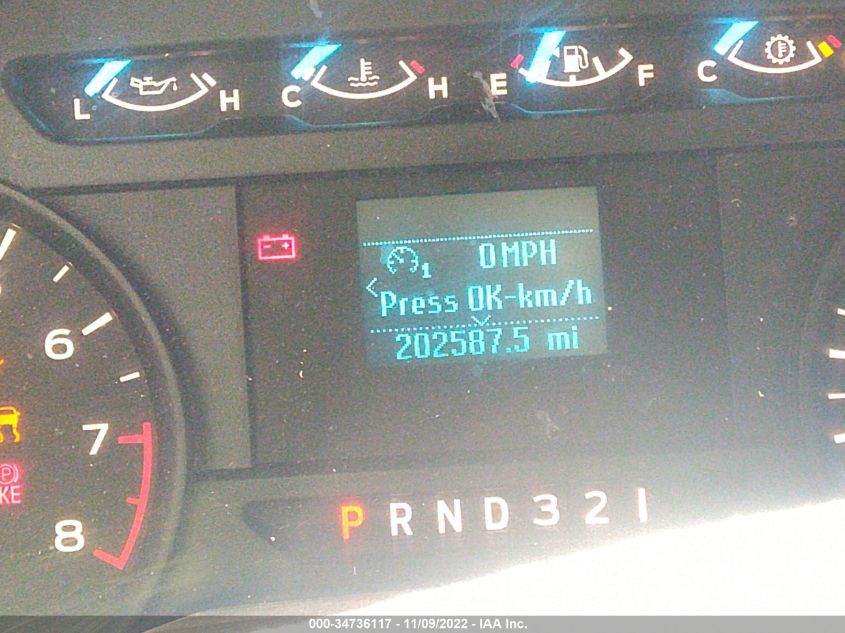 L H C H E F C
0 MPH
1
Press OK-km/h
202587.5 mi
6
7
8
P
KE
P R N D 3 2 1
000-34736117 - 11/09/2022 - IAA Inc.